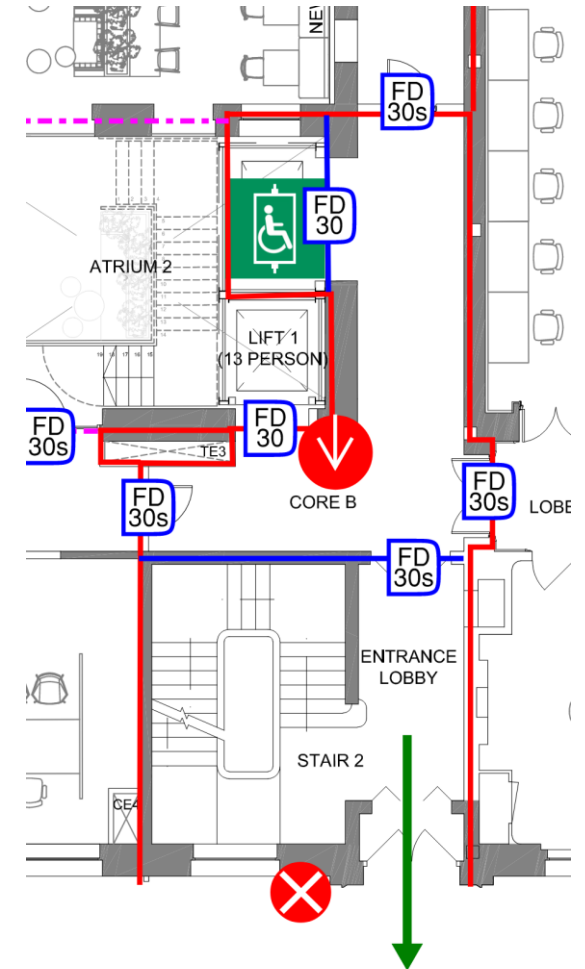 NEW
FD
30s
FD
30
ATRIUM 2
LIFT 1
(13 PERSON)
FD
30s
FD
30
TE3
CORE B
FD
30s
FD
30s
LOBB
FD
30s
ENTRANCE
LOBBY
STAIR 2
CE4